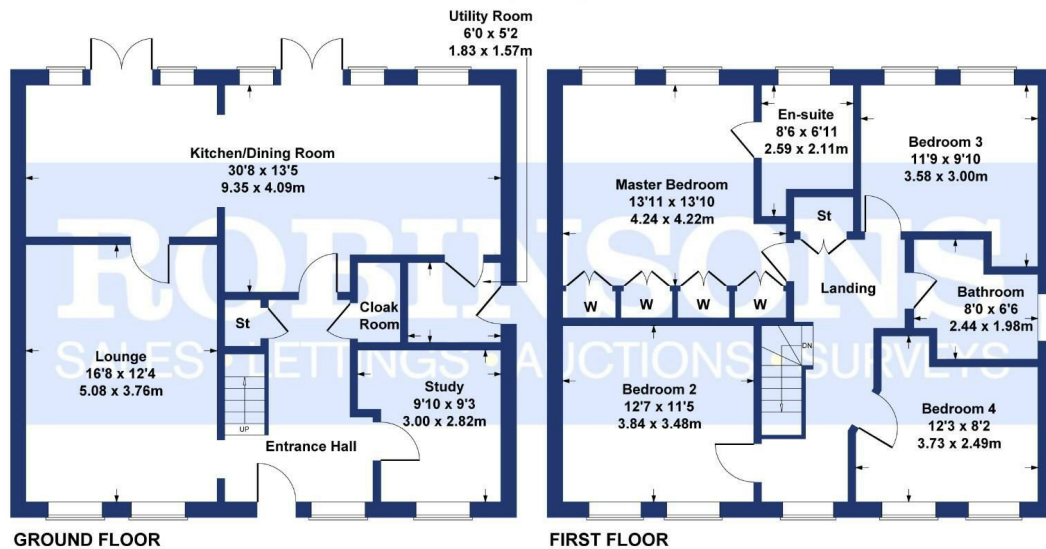 Utility Room
6'0 x 5'2
1.83 x 1.57m
Kitchen/Dining Room
30'8 x 13'5
9.35 x 4.09m
En-suite
8'6 x 6'11
2.59 x 2.11m
Bedroom 3
11'9 x 9'10
3.58 x 3.00m
Master Bedroom
13'11 x 13'10
4.24 x 4.22m
St
ROBINSONS
SALES • LETTINGS • AUCTIONS • SURVEYS
Cloak
Room
St
Lounge
16'8 x 12'4
5.08 x 3.76m
Study
9'10 x 9'3
3.00 x 2.82m
UP
Entrance Hall
W
W
W
W
Landing
Bathroom
8'0 x 6'6
2.44 x 1.98m
DN
Bedroom 2
12'7 x 11'5
3.84 x 3.48m
Bedroom 4
12'3 x 8'2
3.73 x 2.49m
GROUND FLOOR
FIRST FLOOR